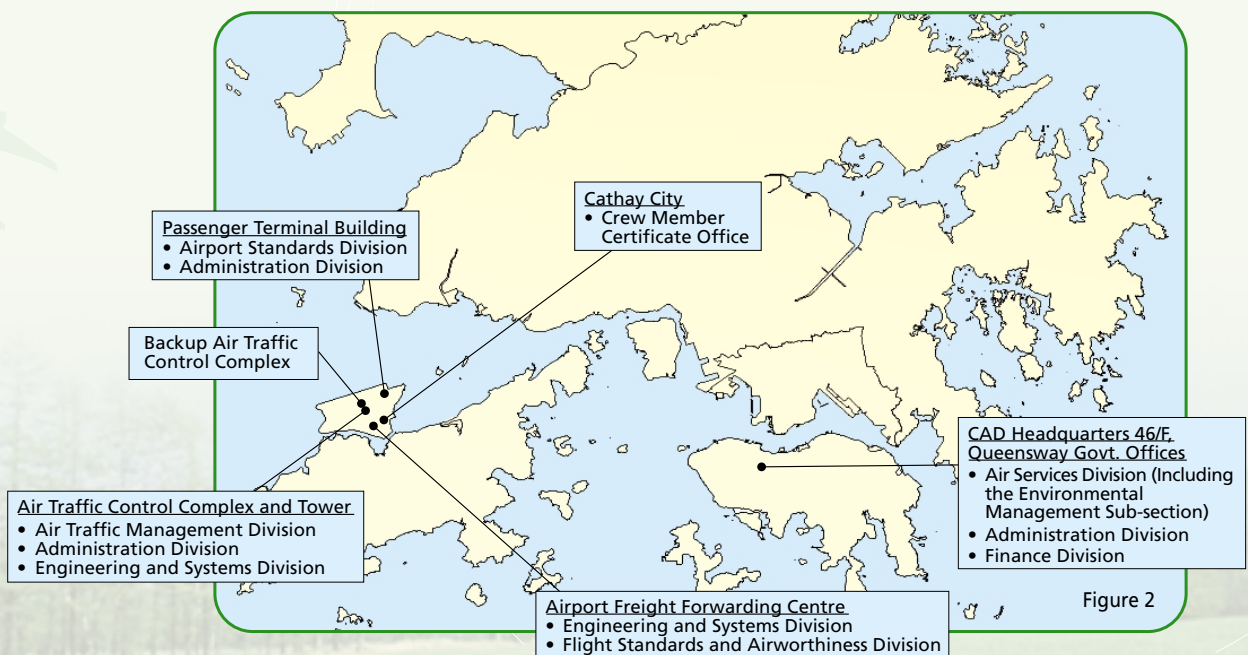 Cathay City
• Crew Member
Certificate Office
Passenger Terminal Building
• Airport Standards Division
• Administration Division
Backup Air Traffic
Control Complex
CAD Headquarters 46/F,
Queensway Govt. Offices
• Air Services Division (Including
the Environmental
Management Sub-section)
• Administration Division
• Finance Division
Air Traffic Control Complex and Tower
• Air Traffic Management Division
• Administration Division
• Engineering and Systems Division
Airport Freight Forwarding Centre
• Engineering and Systems Division
• Flight Standards and Airworthiness Division
Figure 2